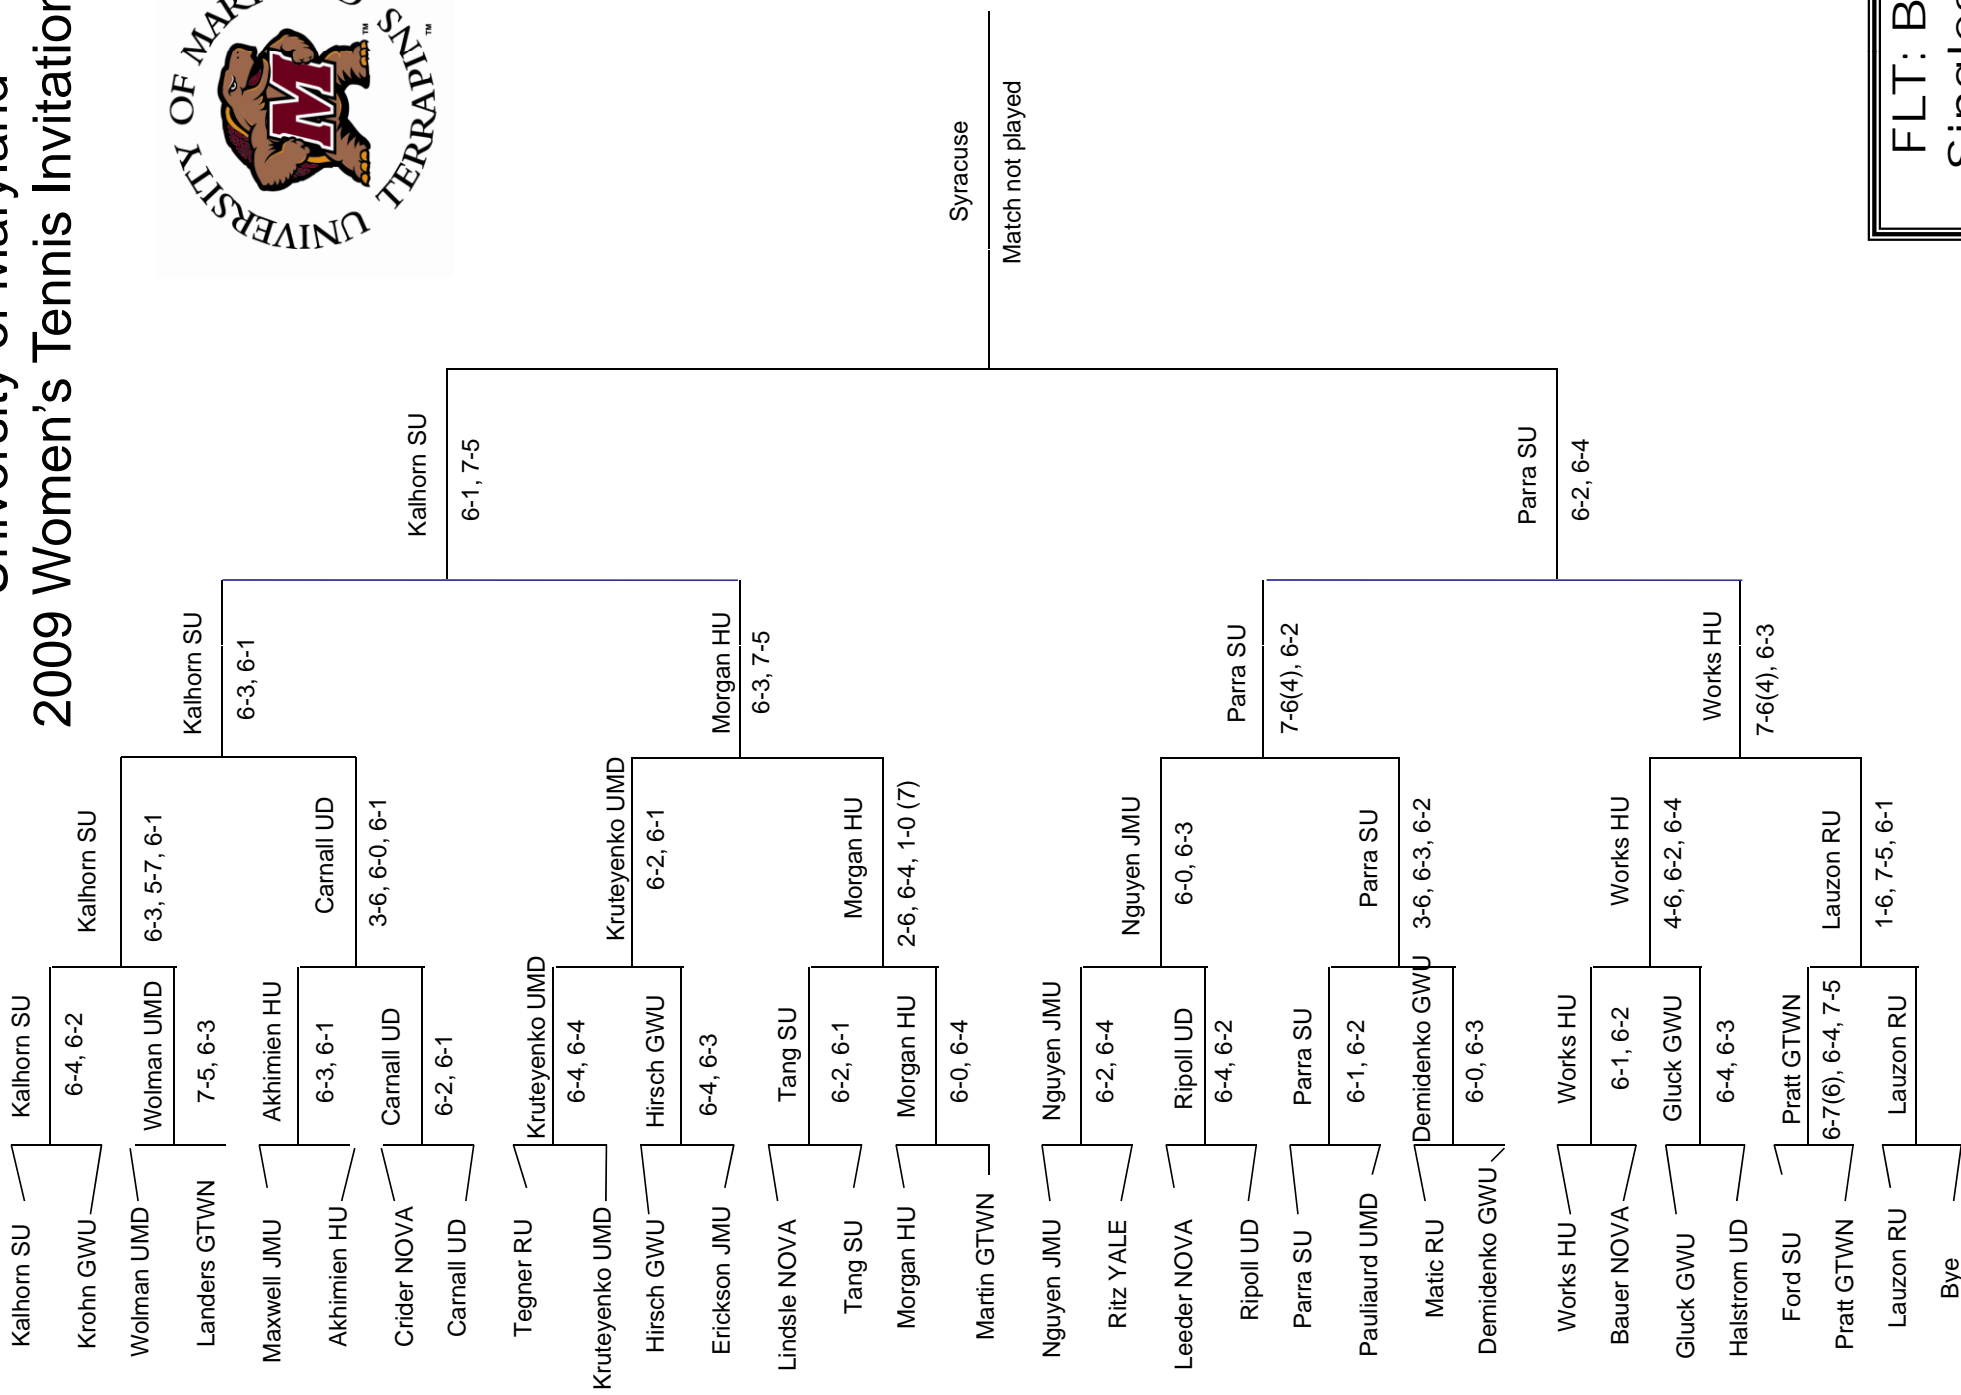 2009 Women's Tennis Invitation
UNIVERSITY OF
TERRAPINS
M
FLT: B
Kalhorn SU
Krohn GWU
Wolman UMD
Landers GTWN
Maxwell JMU
Akhimien HU
Crider NOVA
Carnall UD
Tegner RU
Kruteyenko UMD
Hirsch GWU
Erickson JMU
Lindsle NOVA
Tang SU
Morgan HU
Martin GTWN
Nguyen JMU
Ritz YALE
Leeder NOVA
Ripoll UD
Parra SU
Pauliaurd UMD
Matic RU
Demidenko GWU
Works HU
Bauer NOVA
Gluck GWU
Halstrom UD
Ford SU
Pratt GTWN
Lauzon RU
Bye
Kalhorn SU
6-4, 6-2
Wolman UMD
7-5, 6-3
Akhimien HU
6-3, 6-1
Carnall UD
6-2, 6-1
Kruteyenko UMD
6-4, 6-4
Hirsch GWU
6-4, 6-3
Tang SU
6-2, 6-1
Morgan HU
6-0, 6-4
Nguyen JMU
6-2, 6-4
Ripoll UD
6-4, 6-2
Parra SU
6-1, 6-2
Demidenko GWU
6-0, 6-3
Works HU
6-1, 6-2
Gluck GWU
6-4, 6-3
Pratt GTWN
6-7(6), 6-4, 7-5
Lauzon RU
Kalhorn SU
6-3, 5-7, 6-1
Carnall UD
3-6, 6-0, 6-1
Kruteyenko UMD
6-2, 6-1
Morgan HU
2-6, 6-4, 1-0 (7)
Nguyen JMU
6-0, 6-3
Parra SU
3-6, 6-3, 6-2
Works HU
4-6, 6-2, 6-4
Lauzon RU
1-6, 7-5, 6-1
Kalhorn SU
6-3, 6-1
Morgan HU
6-3, 7-5
Parra SU
7-6(4), 6-2
Works HU
7-6(4), 6-3
Kalhorn SU
6-1, 7-5
Parra SU
6-2, 6-4
Syracuse
Match not played